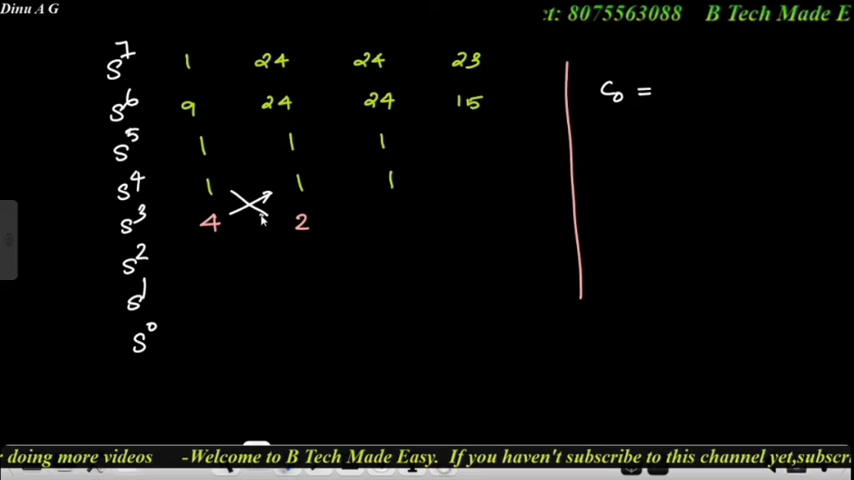 Dinu A G
ct: 8075563088 B Tech Made E
s⁷ 1 24 24 23
s⁶ 9 24 24 15
s⁵ 1 1 1
s⁴ 1 1 1
s³ 4 2
s²
s¹
s⁰
c₀ =
r doing more videos -Welcome to B Tech Made Easy. If you haven't subscribe to this channel yet,subscr